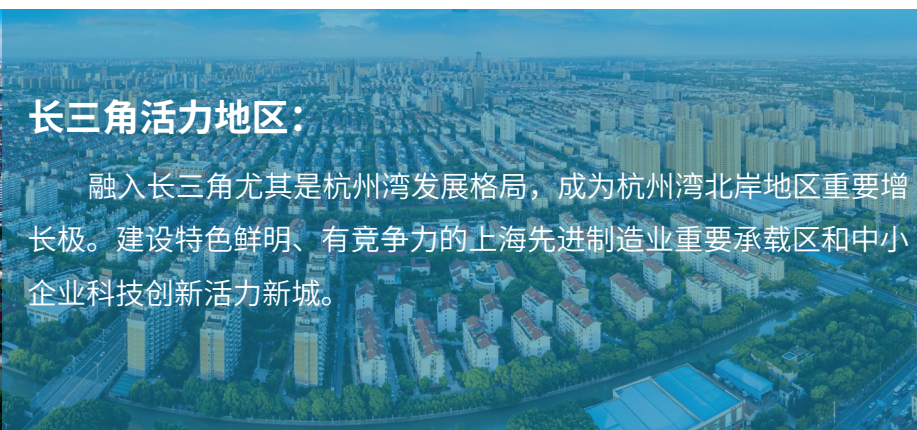 长三角活力地区：
融入长三角尤其是杭州湾发展格局，成为杭州湾北岸地区重要增
长极。建设特色鲜明、有竞争力的上海先进制造业重要承载区和中小
企业科技创新活力新城。